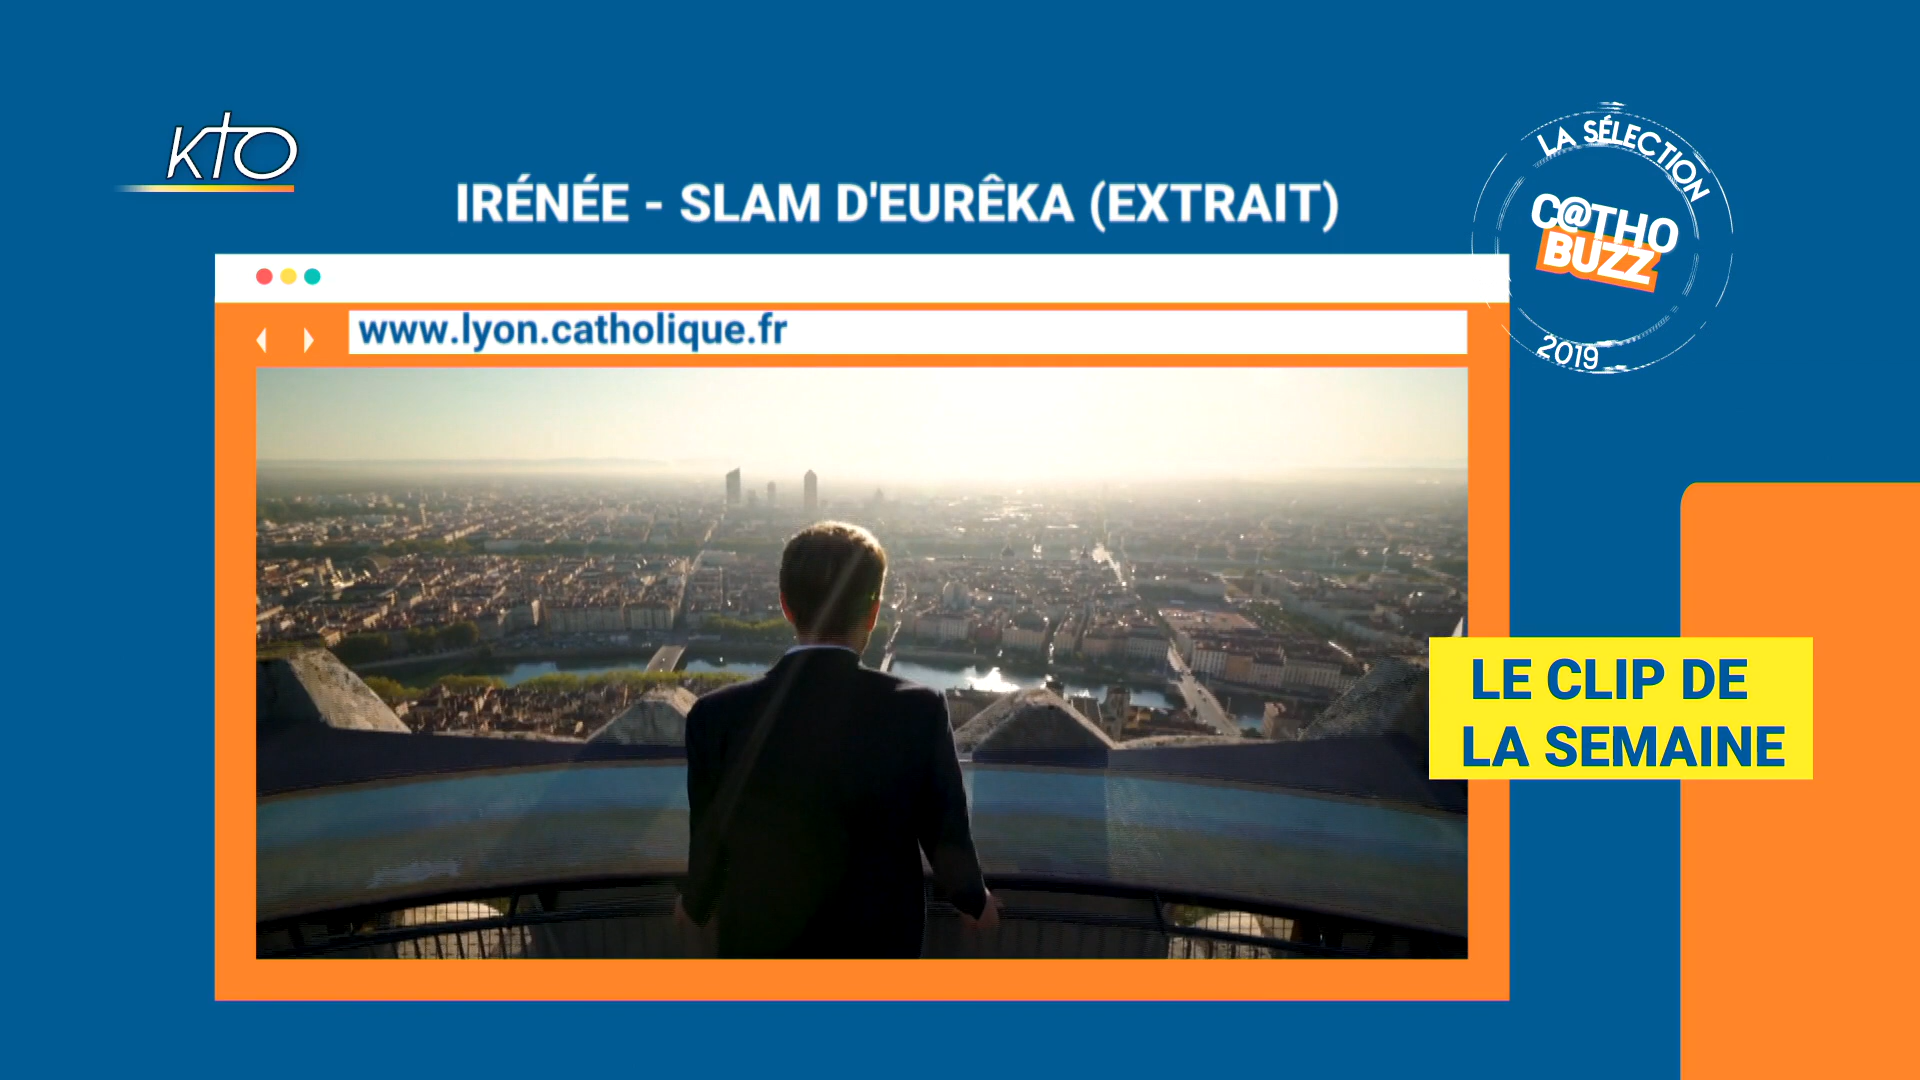 KTO
IRÉNÉE - SLAM D'EURÊKA (EXTRAIT)
LA SÉLECTION
C@THO
BUZZ
2019
www.lyon.catholique.fr
LE CLIP DE
LA SEMAINE